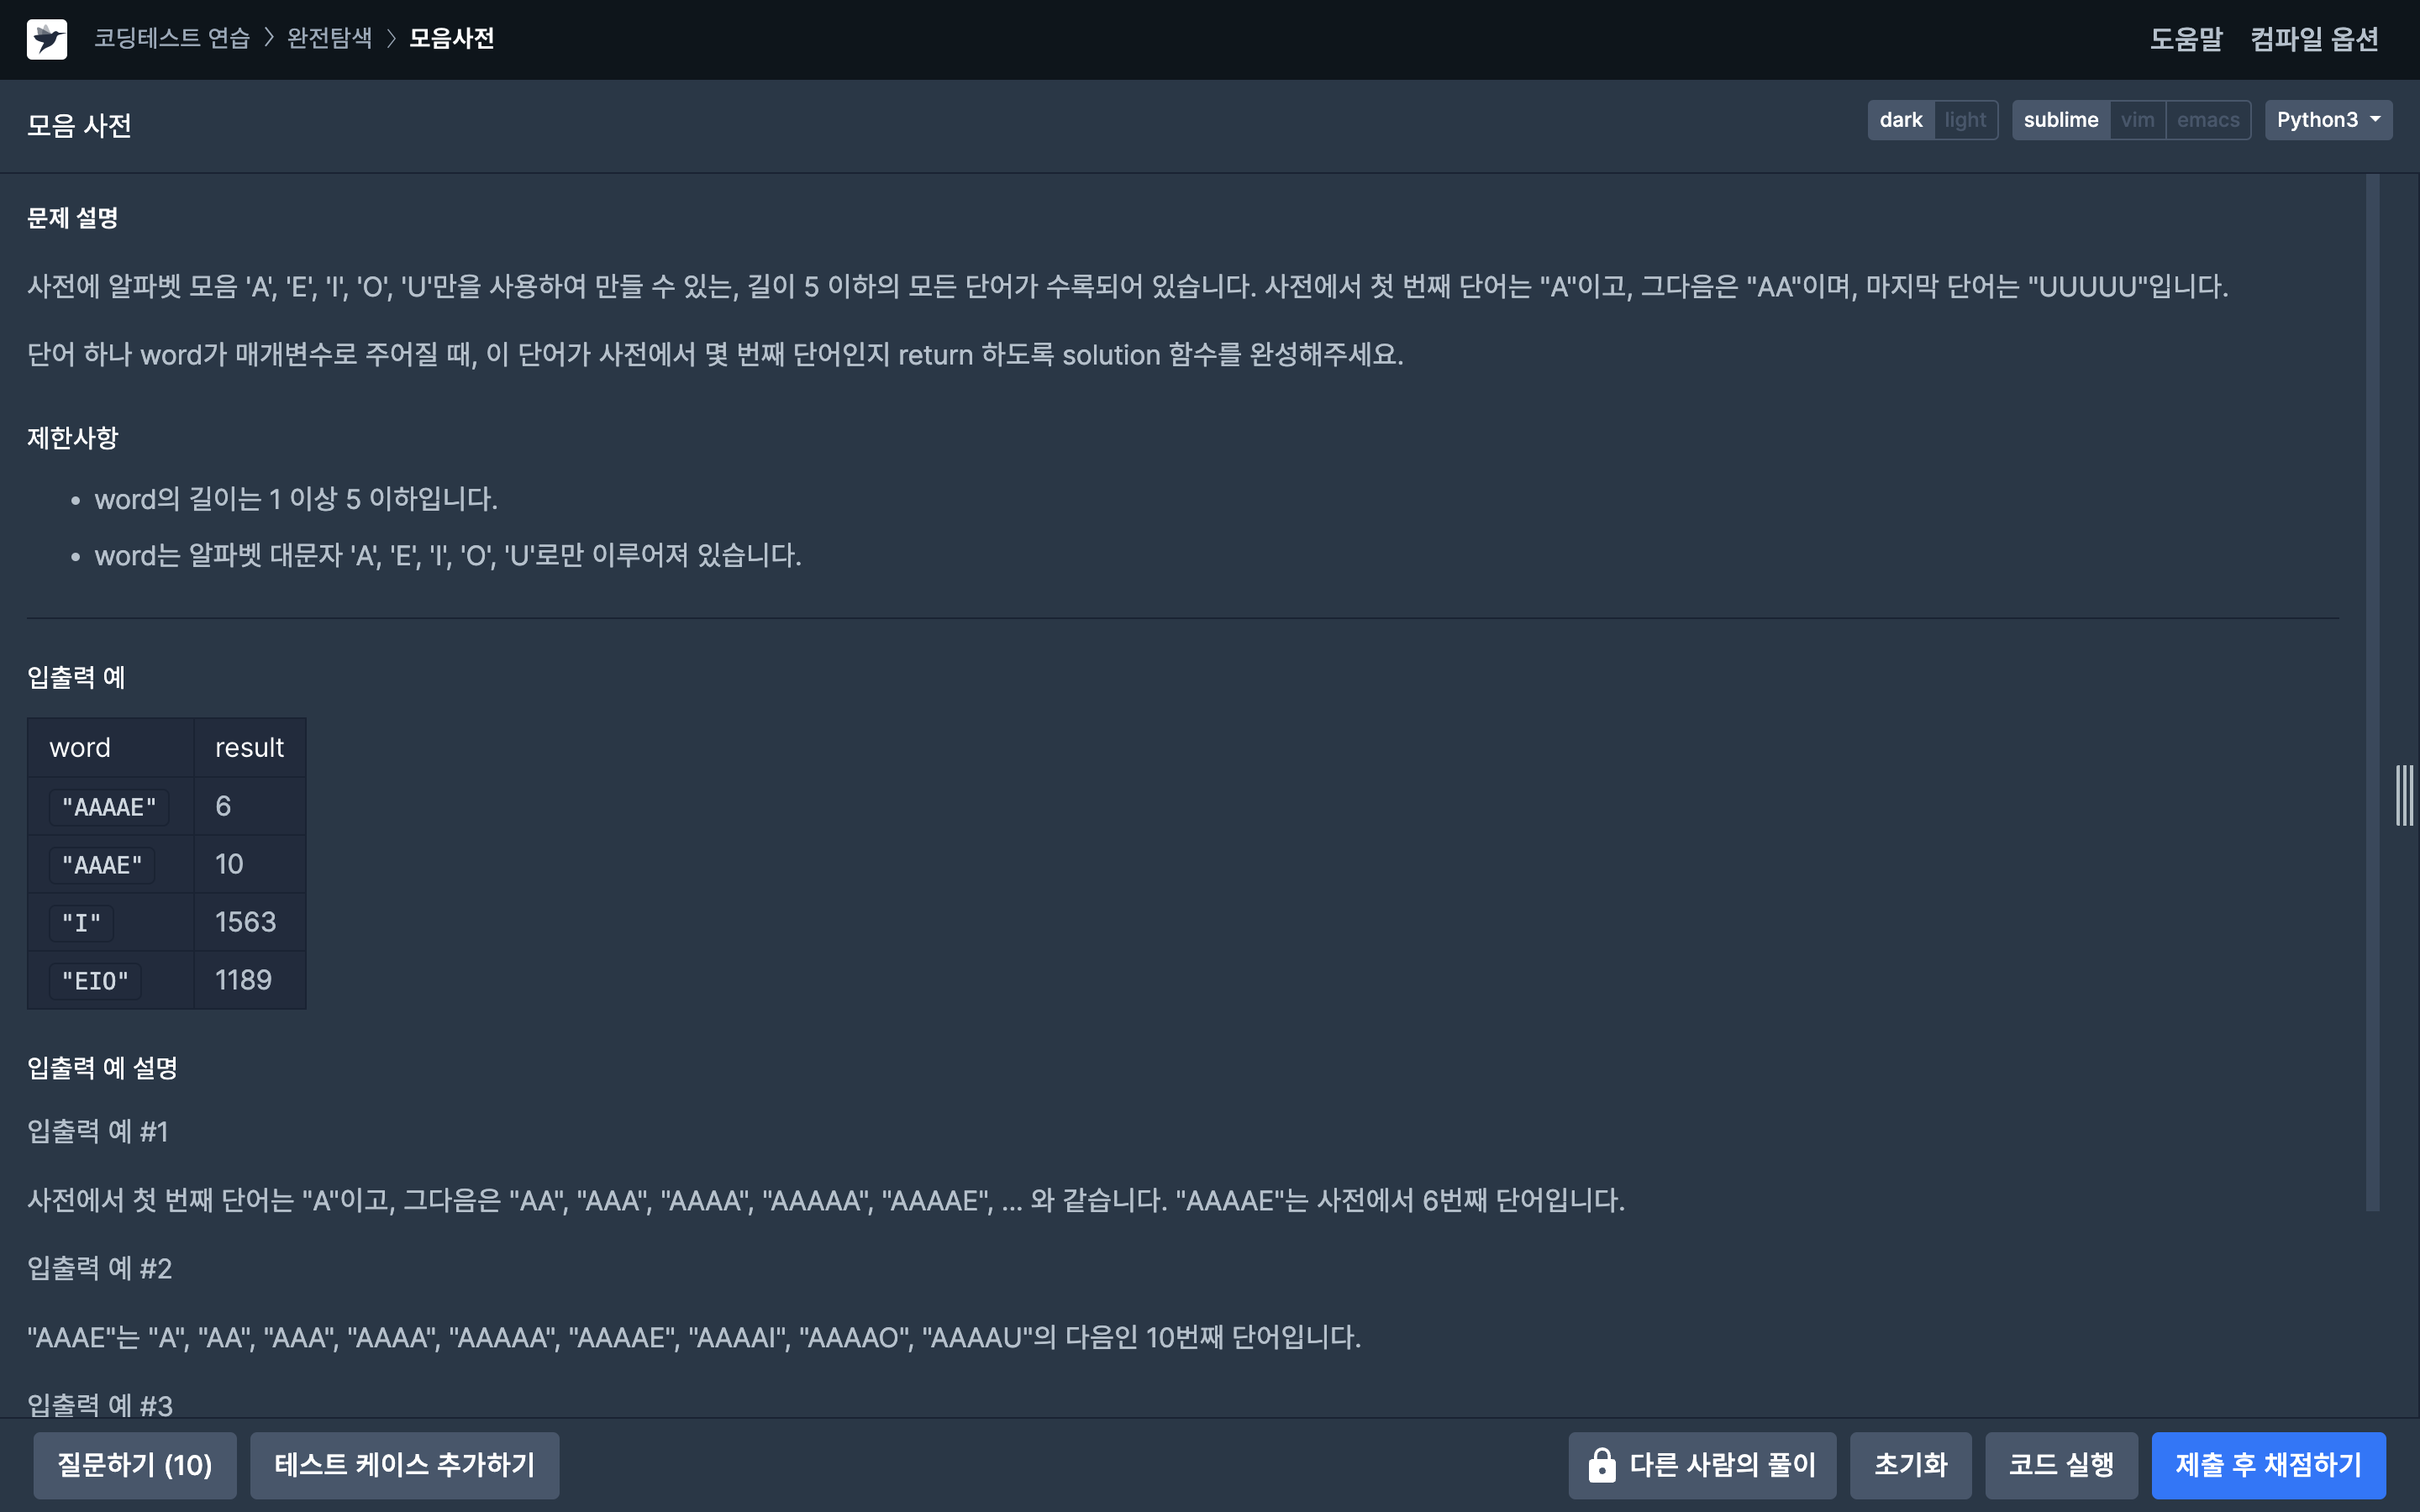 코딩테스트 연습 > 완전탐색 > 모음사전
도움말 컴파일 옵션
모음 사전
dark light sublime vim emacs Python3
문제 설명
사전에 알파벳 모음 'A', 'E', 'I', 'O', 'U'만을 사용하여 만들 수 있는, 길이 5 이하의 모든 단어가 수록되어 있습니다. 사전에서 첫 번째 단어는 "A"이고, 그다음은 "AA"이며, 마지막 단어는 "UUUUU"입니다.
단어 하나 word가 매개변수로 주어질 때, 이 단어가 사전에서 몇 번째 단어인지 return 하도록 solution 함수를 완성해주세요.
제한사항
• word의 길이는 1 이상 5 이하입니다.
• word는 알파벳 대문자 'A', 'E', 'I', 'O', 'U'로만 이루어져 있습니다.
입출력 예
word result
"AAAAE" 6
"AAAE" 10
"I" 1563
"EIO" 1189
입출력 예 설명
입출력 예 #1
사전에서 첫 번째 단어는 "A"이고, 그다음은 "AA", "AAA", "AAAA", "AAAAA", "AAAAE", ... 와 같습니다. "AAAAE"는 사전에서 6번째 단어입니다.
입출력 예 #2
"AAAE"는 "A", "AA", "AAA", "AAAA", "AAAAA", "AAAAE", "AAAAI", "AAAAO", "AAAAU"의 다음인 10번째 단어입니다.
입출력 예 #3
질문하기 (10) 테스트 케이스 추가하기 다른 사람의 풀이 초기화 코드 실행 제출 후 채점하기